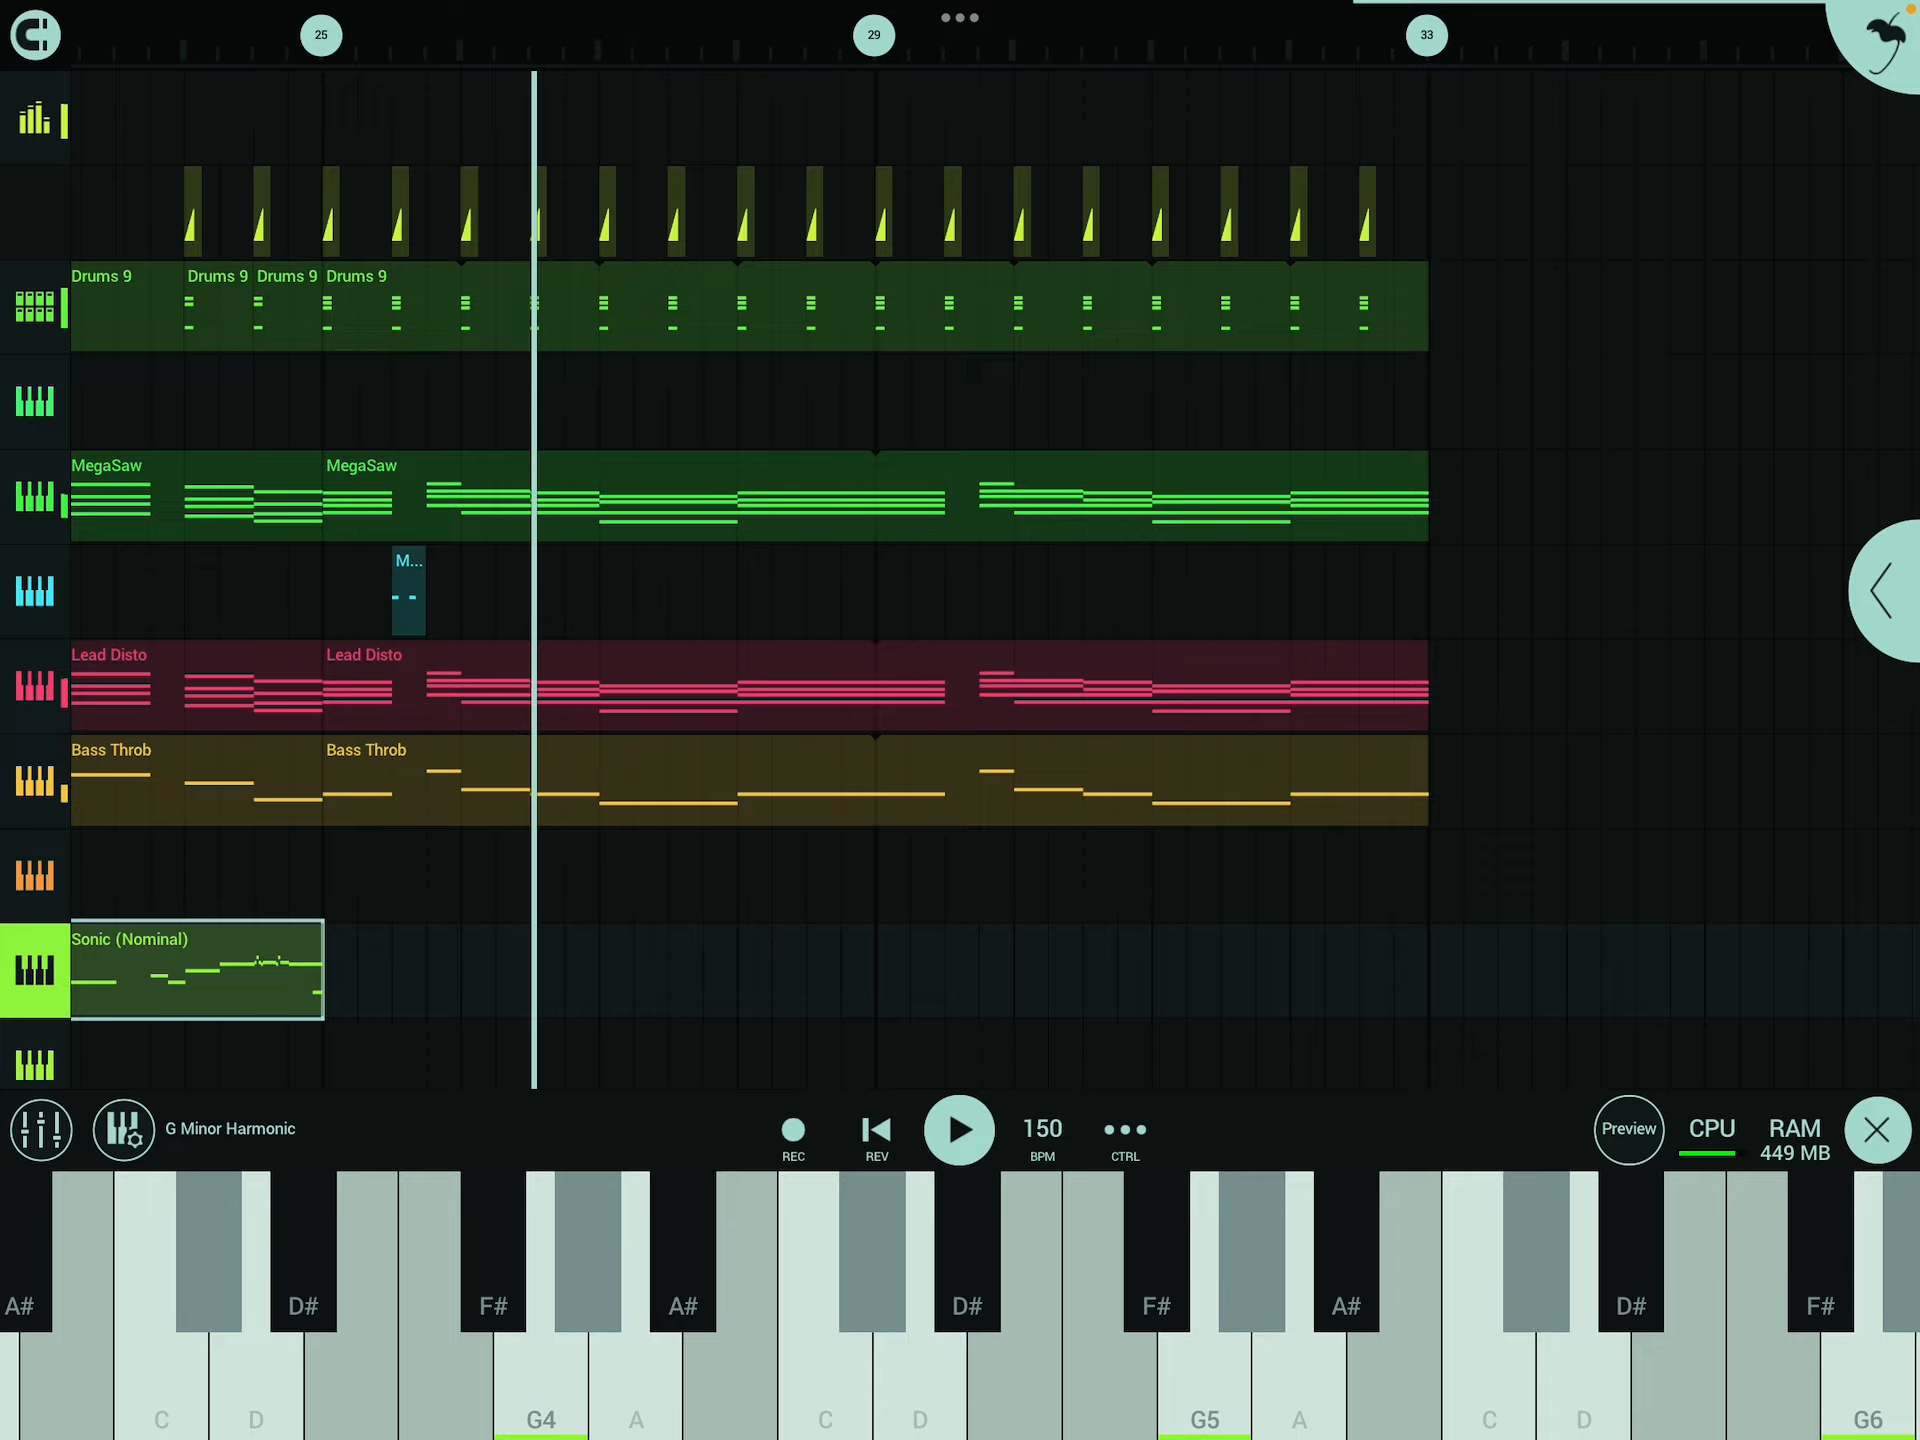 25 29 33
Drums 9 Drums 9 Drums 9 Drums 9
MegaSaw MegaSaw
M...
Lead Disto Lead Disto
Bass Throb Bass Throb
Sonic (Nominal)
G Minor Harmonic
REC
REV
150
BPM
CTRL
Preview
CPU
RAM
449 MB
A# D# F# A# D# F# A# D# F#
C D G4 A C D G5 A C D G6